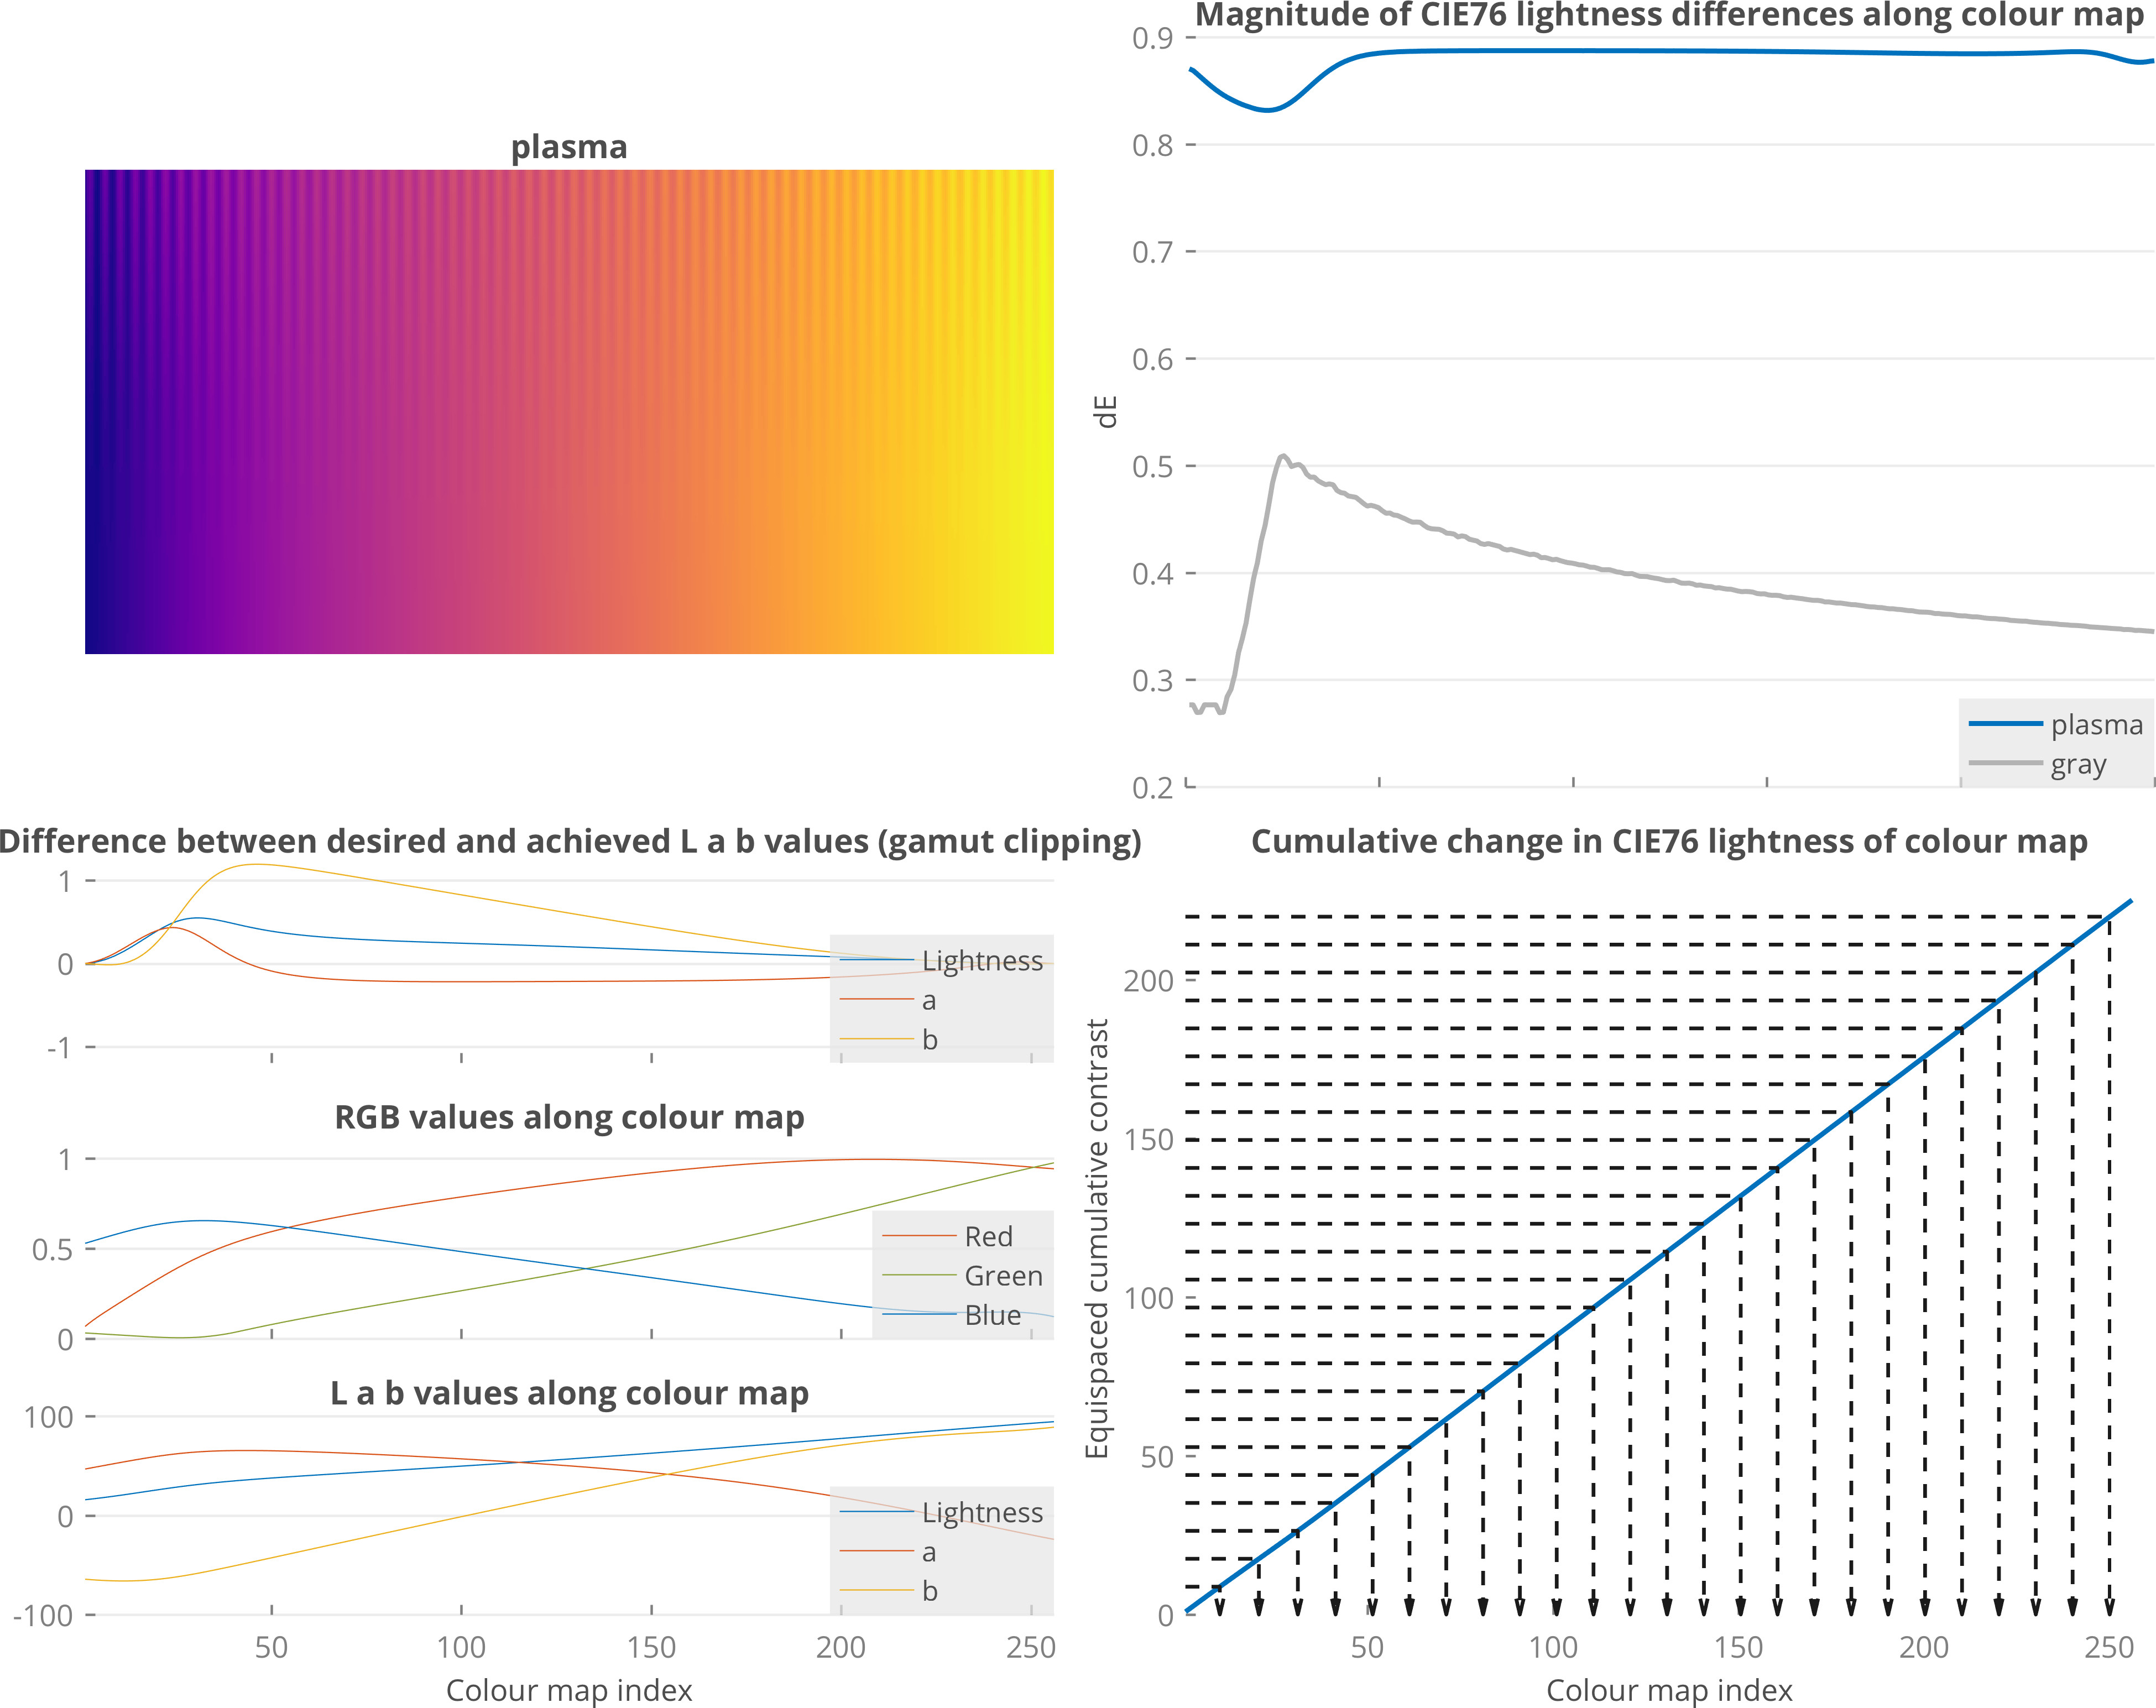 plasma
Magnitude of CIE76 lightness differences along colour map
0.9
0.8
0.7
0.6
0.5
0.4
0.3
0.2
dE
plasma
gray
Difference between desired and achieved L a b values (gamut clipping)
1
0
-1
Lightness
a
b
RGB values along colour map
1
0.5
0
Red
Green
Blue
L a b values along colour map
100
0
-100
Lightness
a
b
50 100 150 200 250
Colour map index
Cumulative change in CIE76 lightness of colour map
200
150
100
50
0
Equispaced cumulative contrast
50 100 150 200 250
Colour map index